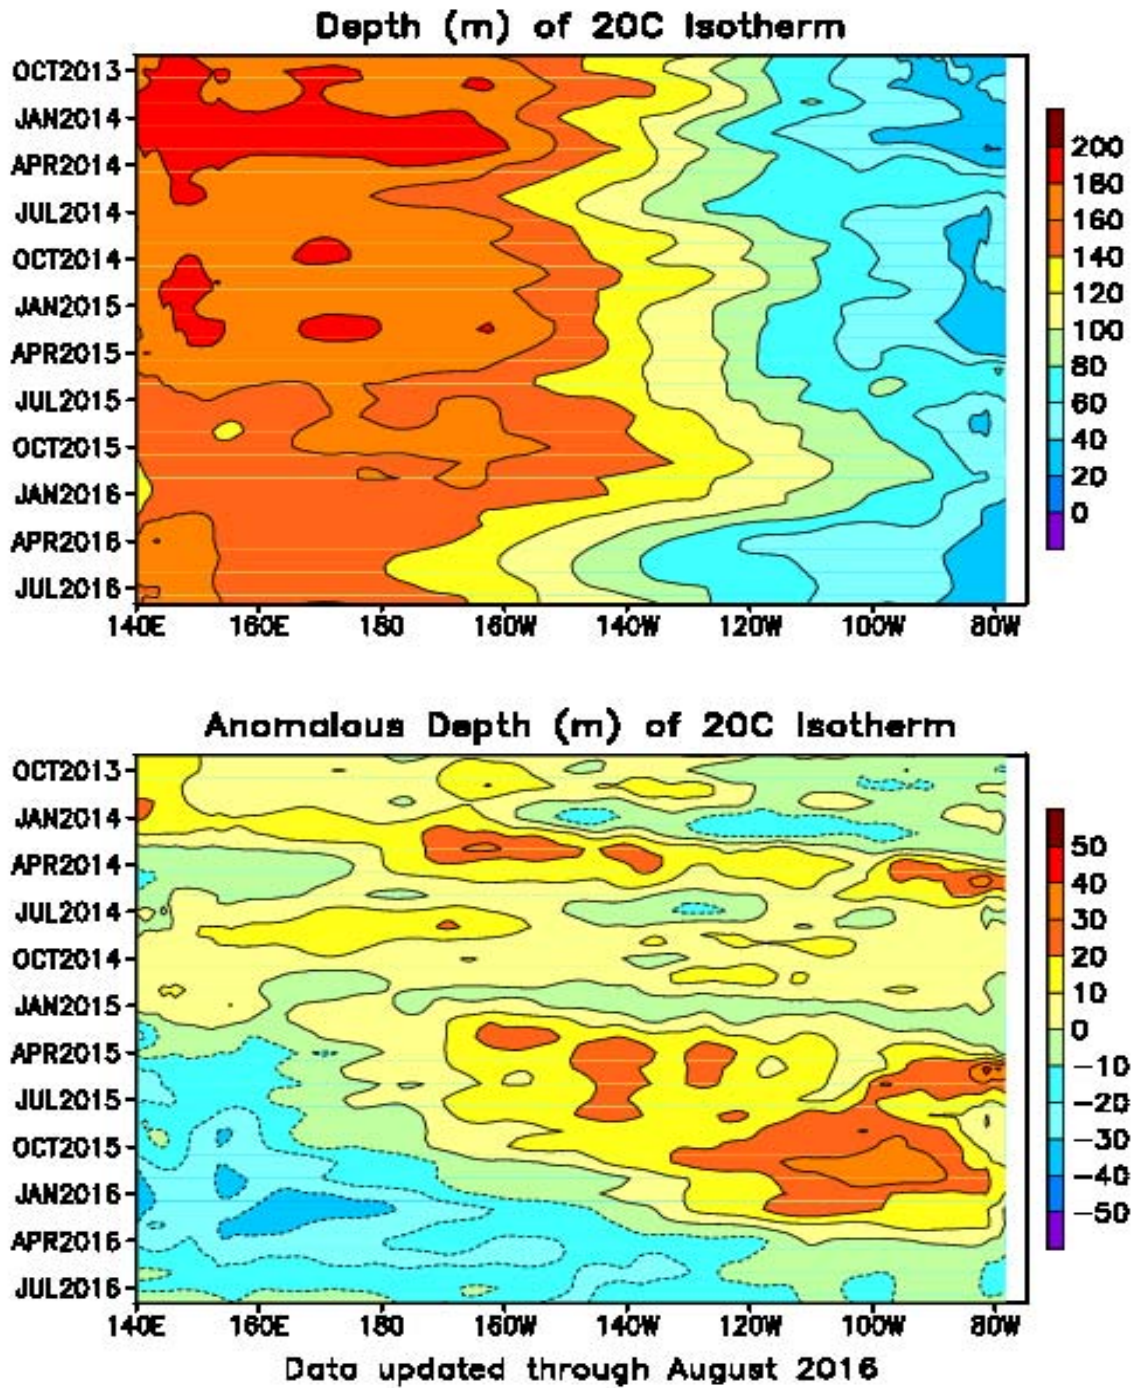 Depth (m) of 20C Isotherm
OCT2013
JAN2014
APR2014
JUL2014
OCT2014
JAN2015
APR2015
JUL2015
OCT2015
JAN2016
APR2016
JUL2016
140E 160E 180 160W 140W 120W 100W 80W
200
180
160
140
120
100
80
60
40
20
0
Anomalous Depth (m) of 20C Isotherm
OCT2013
JAN2014
APR2014
JUL2014
OCT2014
JAN2015
APR2015
JUL2015
OCT2015
JAN2016
APR2016
JUL2016
140E 160E 180 160W 140W 120W 100W 80W
50
40
30
20
10
0
-10
-20
-30
-40
-50
Data updated through August 2016